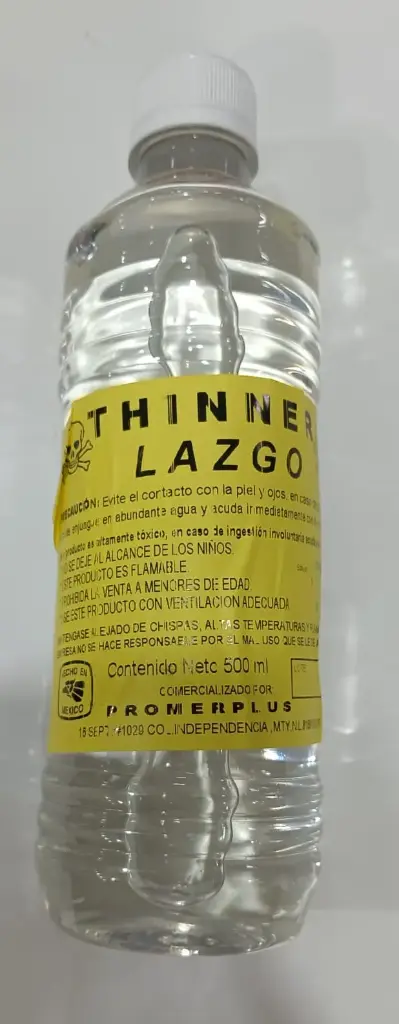 THINNER
LAZGO
PRECAUCIÓN: Evite el contacto con la piel y ojos, en caso
enjuague en abundante agua y acuda inmediatamente
producto es altamente tóxico, en caso de ingestión involuntaria
SE DEJE AL ALCANCE DE LOS NIÑOS.
ESTE PRODUCTO ES FLAMABLE
PROHIBIDA LA VENTA A MENORES DE EDAD.
USE ESTE PRODUCTO CON VENTILACION ADECUADA
MANTENGASE ALEJADO DE CHISPAS, ALTAS TEMPERATURAS Y
EMPRESA NO SE HACE RESPONSABLE POR EL MAL USO QUE SE LE
HECHO EN
MEXICO
Contenido Neto 500 ml
LOTE
COMERCIALIZADO POR:
PROMERPLUS
16 SEPT. #1029 COL.INDEPENDENCIA ,MTY.N.L